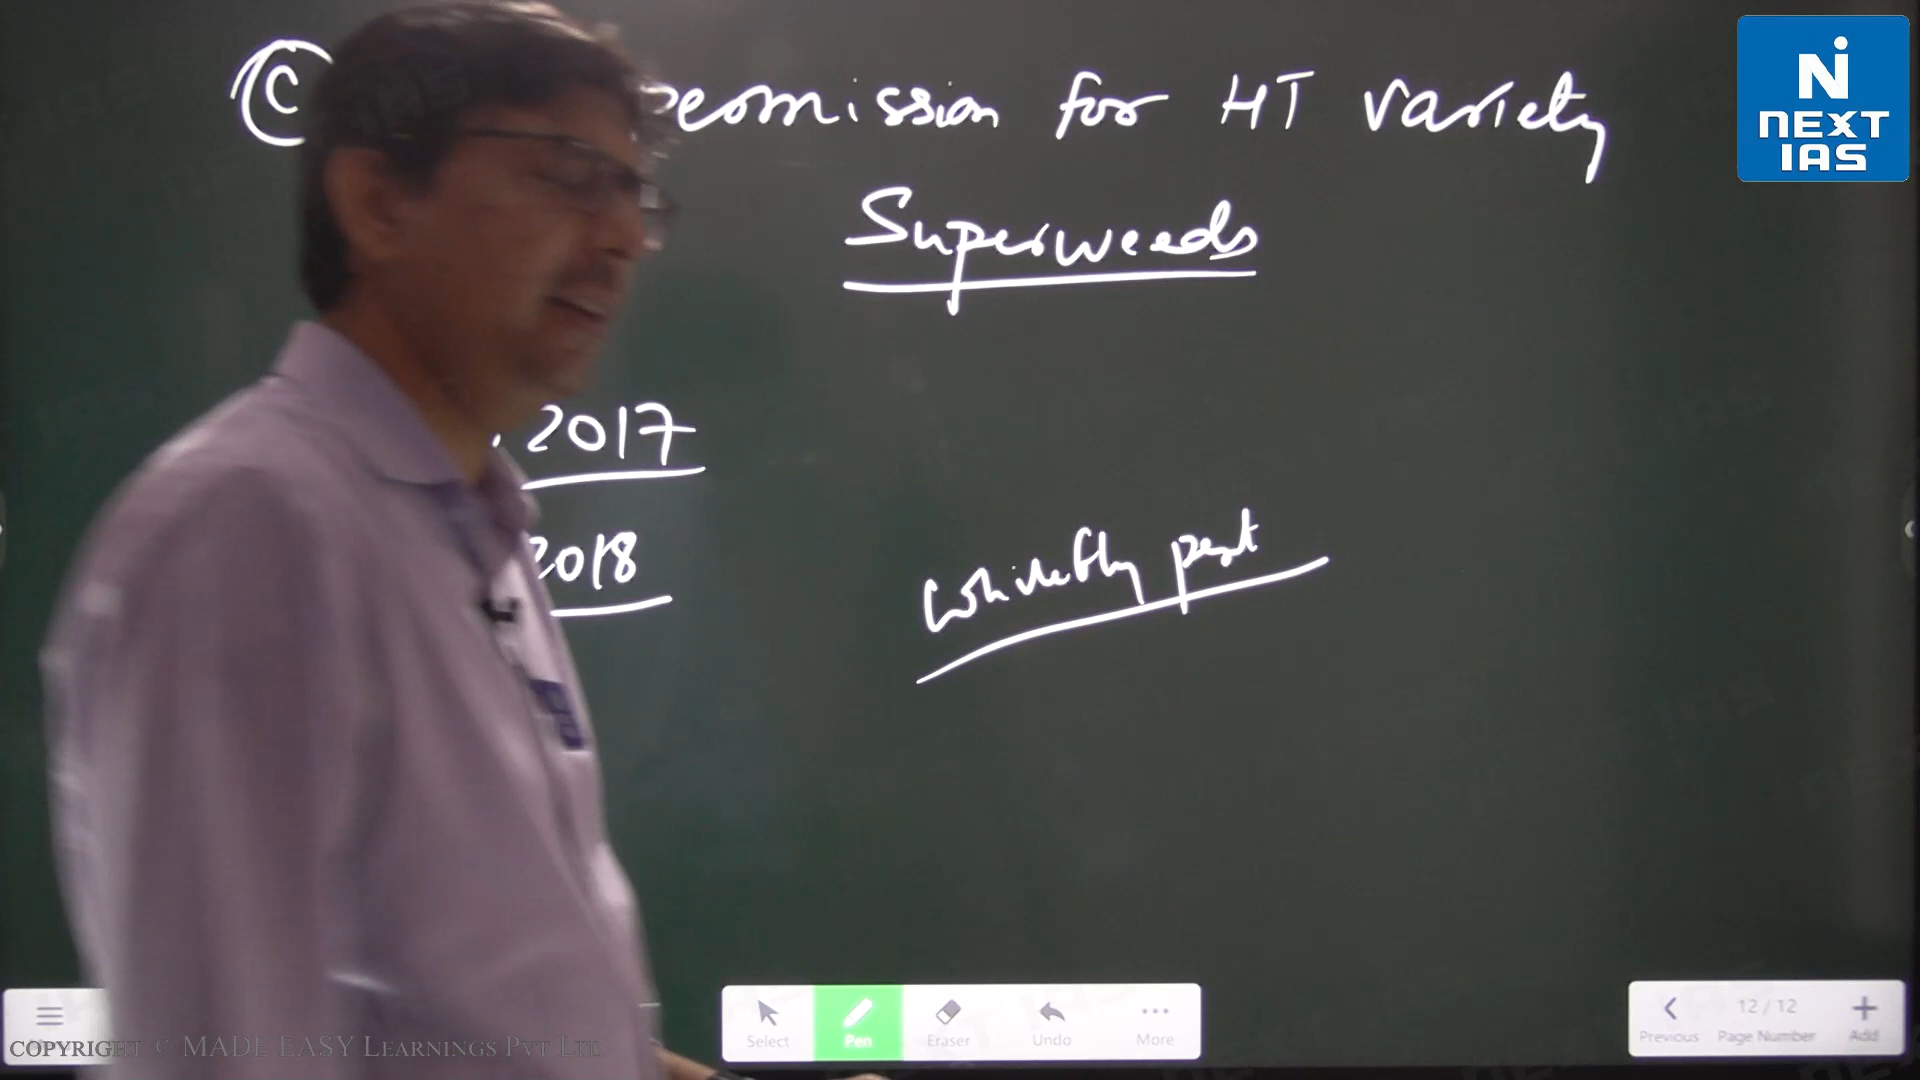 C permission for HT variety
Superweeds
2017
2018
Whitefly pest
NEXT
IAS
Select Pen Eraser Undo More
12 / 12
Previous Page Number Add
COPYRIGHT © MADE EASY LEARNINGS PVT LTD